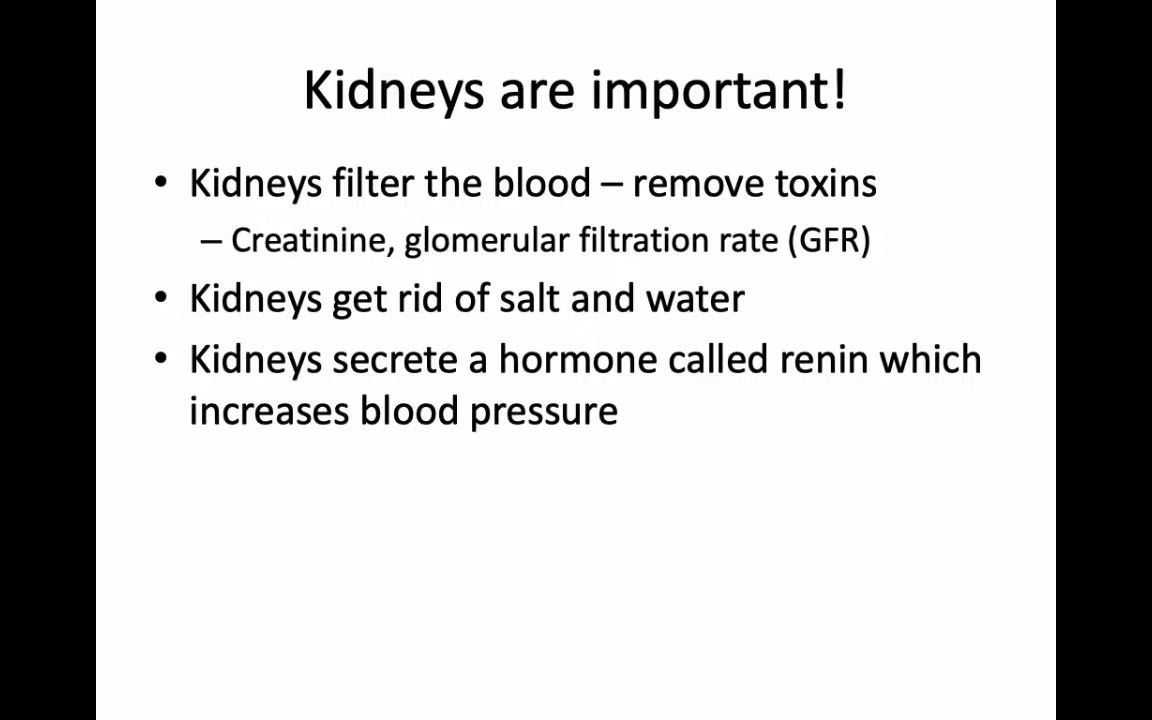 Kidneys are important!
• Kidneys filter the blood – remove toxins
– Creatinine, glomerular filtration rate (GFR)
• Kidneys get rid of salt and water
• Kidneys secrete a hormone called renin which
increases blood pressure